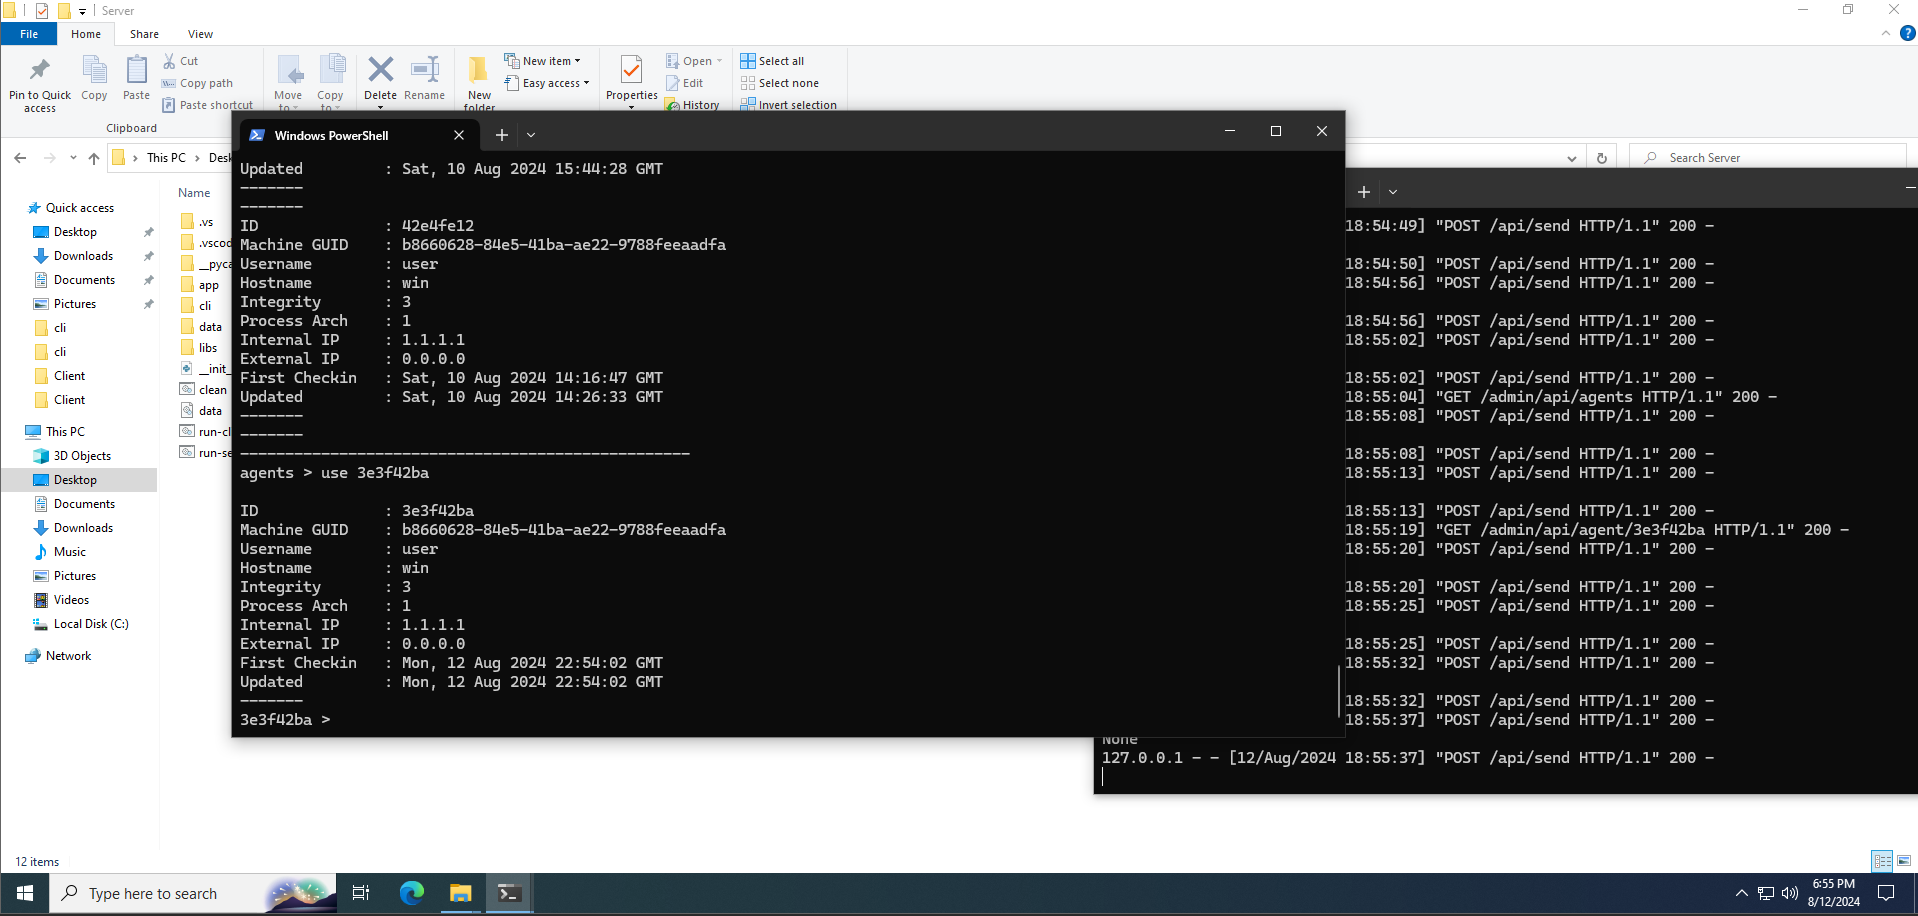 Server
File
Home
Share
View
Pin to Quick access
Copy
Paste
Cut
Copy path
Paste shortcut
Clipboard
Move to
Copy to
Delete
Rename
New folder
New item
Easy access
Properties
Open
Edit
History
Select all
Select none
Invert selection
This PC
Search Server
Name
Quick access
Desktop
Downloads
Documents
Pictures
cli
cli
Client
Client
This PC
3D Objects
Desktop
Documents
Downloads
Music
Pictures
Videos
Local Disk (C:)
Network
.vs
app
cli
data
libs
clean
data
12 items
Windows PowerShell
Updated : Sat, 10 Aug 2024 15:44:28 GMT
-------
-------
ID : 42e4fe12
Machine GUID : b8660628-84e5-41ba-ae22-9788feeaadfa
Username : user
Hostname : win
Integrity : 3
Process Arch : 1
Internal IP : 1.1.1.1
External IP : 0.0.0.0
First Checkin : Sat, 10 Aug 2024 14:16:47 GMT
Updated : Sat, 10 Aug 2024 14:26:33 GMT
-------
-------
--------------------------------------------------
agents > use 3e3f42ba
ID : 3e3f42ba
Machine GUID : b8660628-84e5-41ba-ae22-9788feeaadfa
Username : user
Hostname : win
Integrity : 3
Process Arch : 1
Internal IP : 1.1.1.1
External IP : 0.0.0.0
First Checkin : Mon, 12 Aug 2024 22:54:02 GMT
Updated : Mon, 12 Aug 2024 22:54:02 GMT
-------
3e3f42ba >
18:54:49] "POST /api/send HTTP/1.1" 200 -
18:54:50] "POST /api/send HTTP/1.1" 200 -
18:54:56] "POST /api/send HTTP/1.1" 200 -
18:54:56] "POST /api/send HTTP/1.1" 200 -
18:55:02] "POST /api/send HTTP/1.1" 200 -
18:55:02] "POST /api/send HTTP/1.1" 200 -
18:55:04] "GET /admin/api/agents HTTP/1.1" 200 -
18:55:08] "POST /api/send HTTP/1.1" 200 -
18:55:08] "POST /api/send HTTP/1.1" 200 -
18:55:13] "POST /api/send HTTP/1.1" 200 -
18:55:13] "POST /api/send HTTP/1.1" 200 -
18:55:19] "GET /admin/api/agent/3e3f42ba HTTP/1.1" 200 -
18:55:20] "POST /api/send HTTP/1.1" 200 -
18:55:20] "POST /api/send HTTP/1.1" 200 -
18:55:25] "POST /api/send HTTP/1.1" 200 -
18:55:25] "POST /api/send HTTP/1.1" 200 -
18:55:32] "POST /api/send HTTP/1.1" 200 -
18:55:32] "POST /api/send HTTP/1.1" 200 -
18:55:37] "POST /api/send HTTP/1.1" 200 -
None
127.0.0.1 - - [12/Aug/2024 18:55:37] "POST /api/send HTTP/1.1" 200 -
Type here to search
6:55 PM
8/12/2024